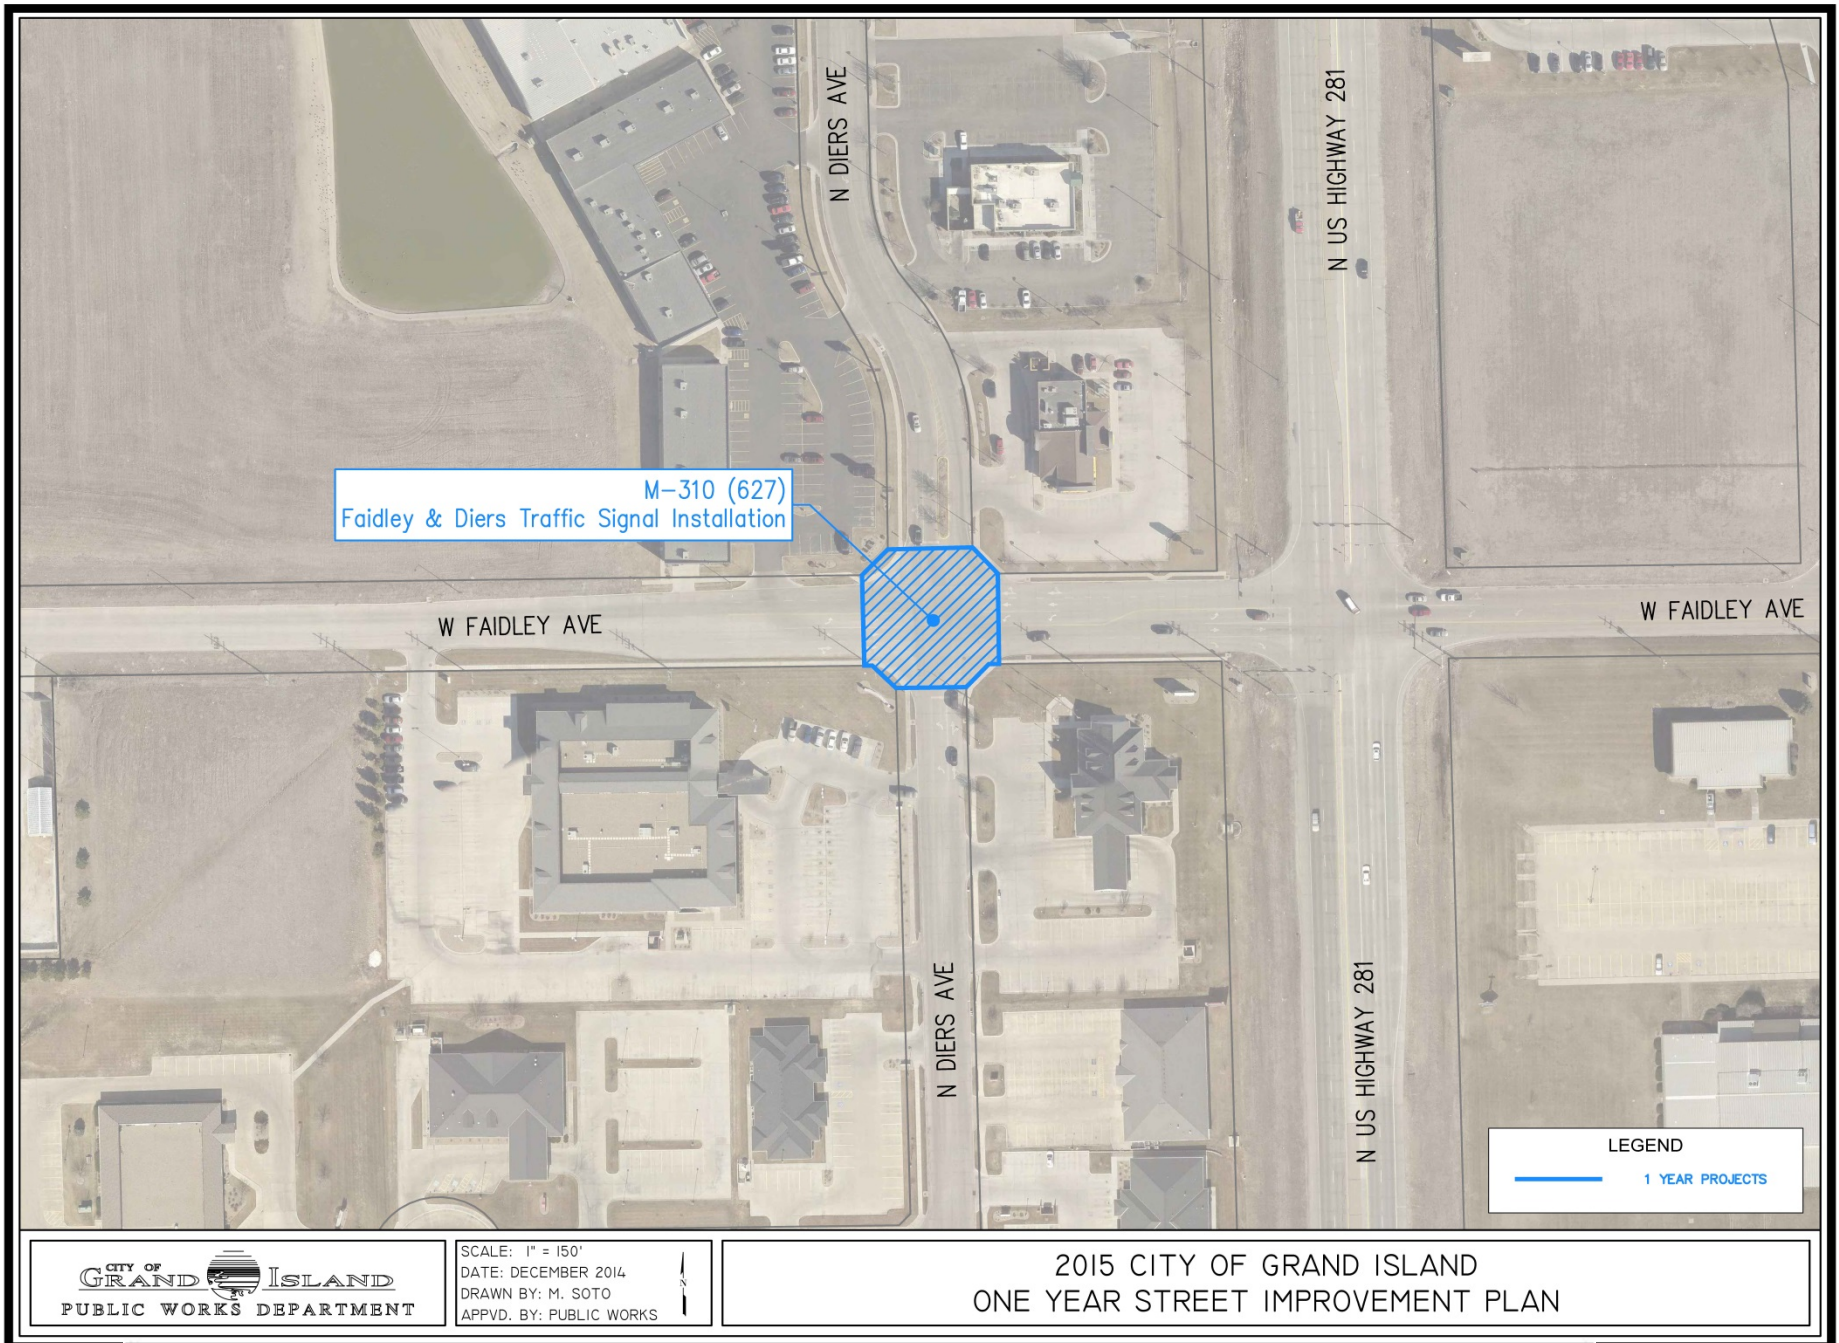 N DIERS AVE
N US HIGHWAY 281
M-310 (627)
Faidley & Diers Traffic Signal Installation
W FAIDLEY AVE
W FAIDLEY AVE
N DIERS AVE
N US HIGHWAY 281
LEGEND
1 YEAR PROJECTS
CITY OF
GRAND ISLAND
PUBLIC WORKS DEPARTMENT
SCALE: 1" = 150'
DATE: DECEMBER 2014
DRAWN BY: M. SOTO
APPVD. BY: PUBLIC WORKS
N
2015 CITY OF GRAND ISLAND
ONE YEAR STREET IMPROVEMENT PLAN